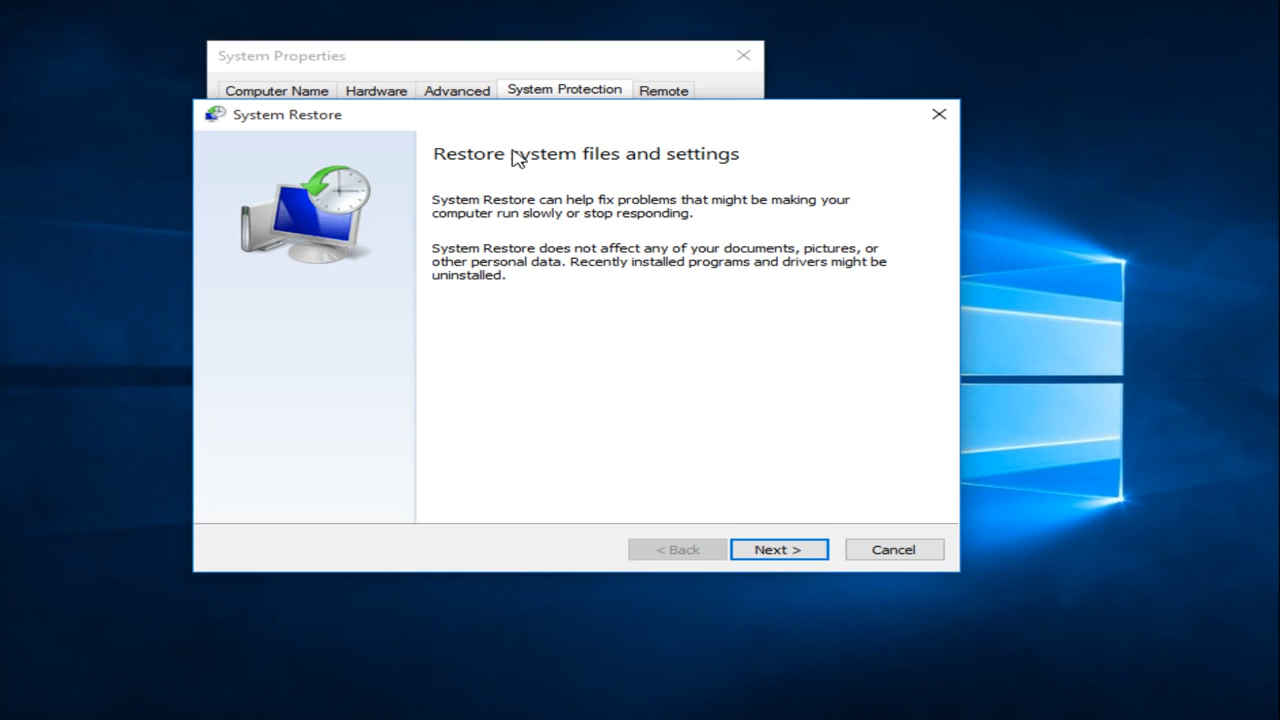 System Properties
Computer Name Hardware Advanced System Protection Remote
System Restore
Restore system files and settings
System Restore can help fix problems that might be making your
computer run slowly or stop responding.
System Restore does not affect any of your documents, pictures, or
other personal data. Recently installed programs and drivers might be
uninstalled.
< Back Next > Cancel